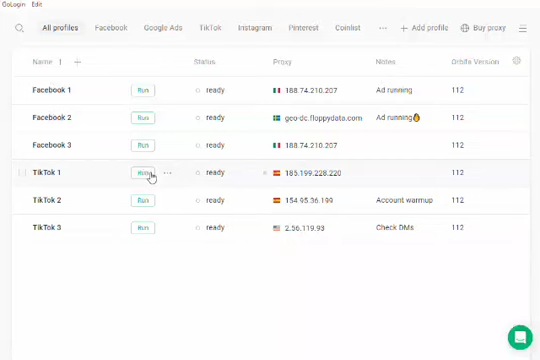 GoLogin Edit
All profiles Facebook Google Ads TikTok Instagram Pinterest Coinlist ··· + Add profile Buy proxy
Name + Status Proxy Notes Orbita Version
Facebook 1 Run ready 188.74.210.207 Ad running 112
Facebook 2 Run ready geo-dc.floppydata.com Ad running🔥 112
Facebook 3 Run ready 188.74.210.207 112
TikTok 1 Run ··· ready 185.199.228.220 112
TikTok 2 Run ready 154.95.36.199 Account warmup 112
TikTok 3 Run ready 2.56.119.93 Check DMs 112